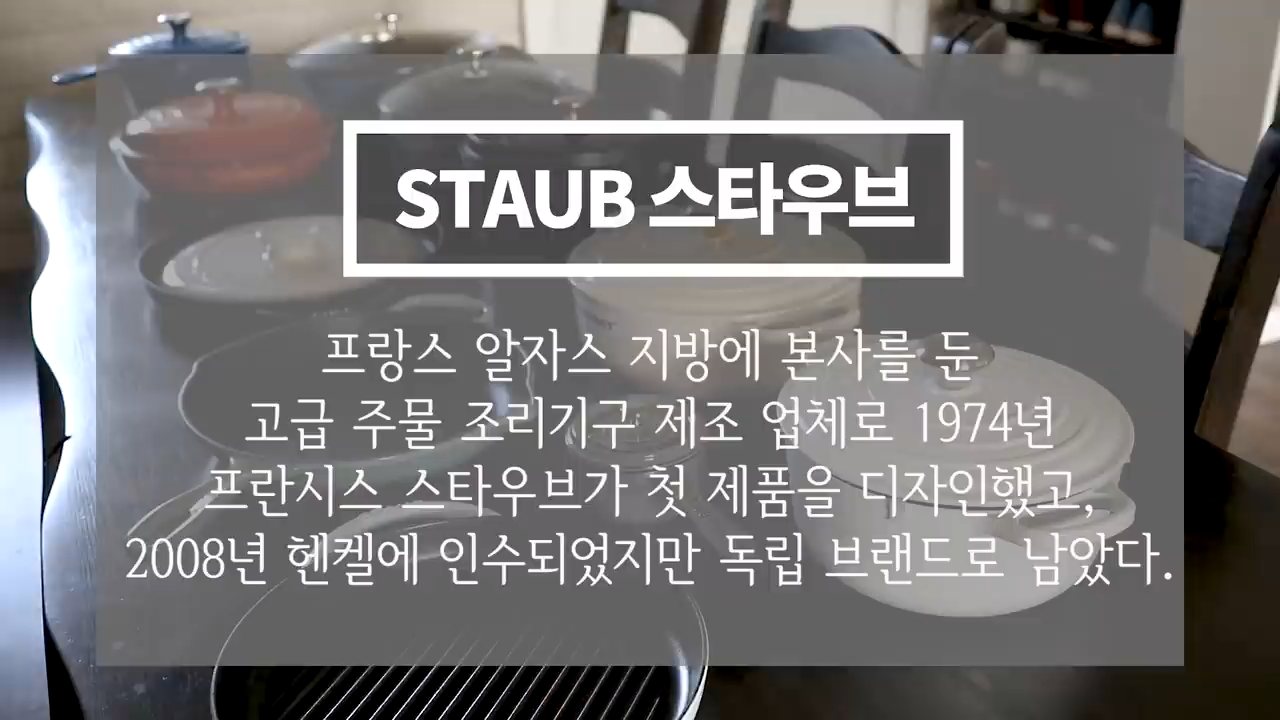 STAUB 스타우브
프랑스 알자스 지방에 본사를 둔
고급 주물 조리기구 제조 업체로 1974년
프란시스 스타우브가 첫 제품을 디자인했고,
2008년 헨켈에 인수되었지만 독립 브랜드로 남았다.